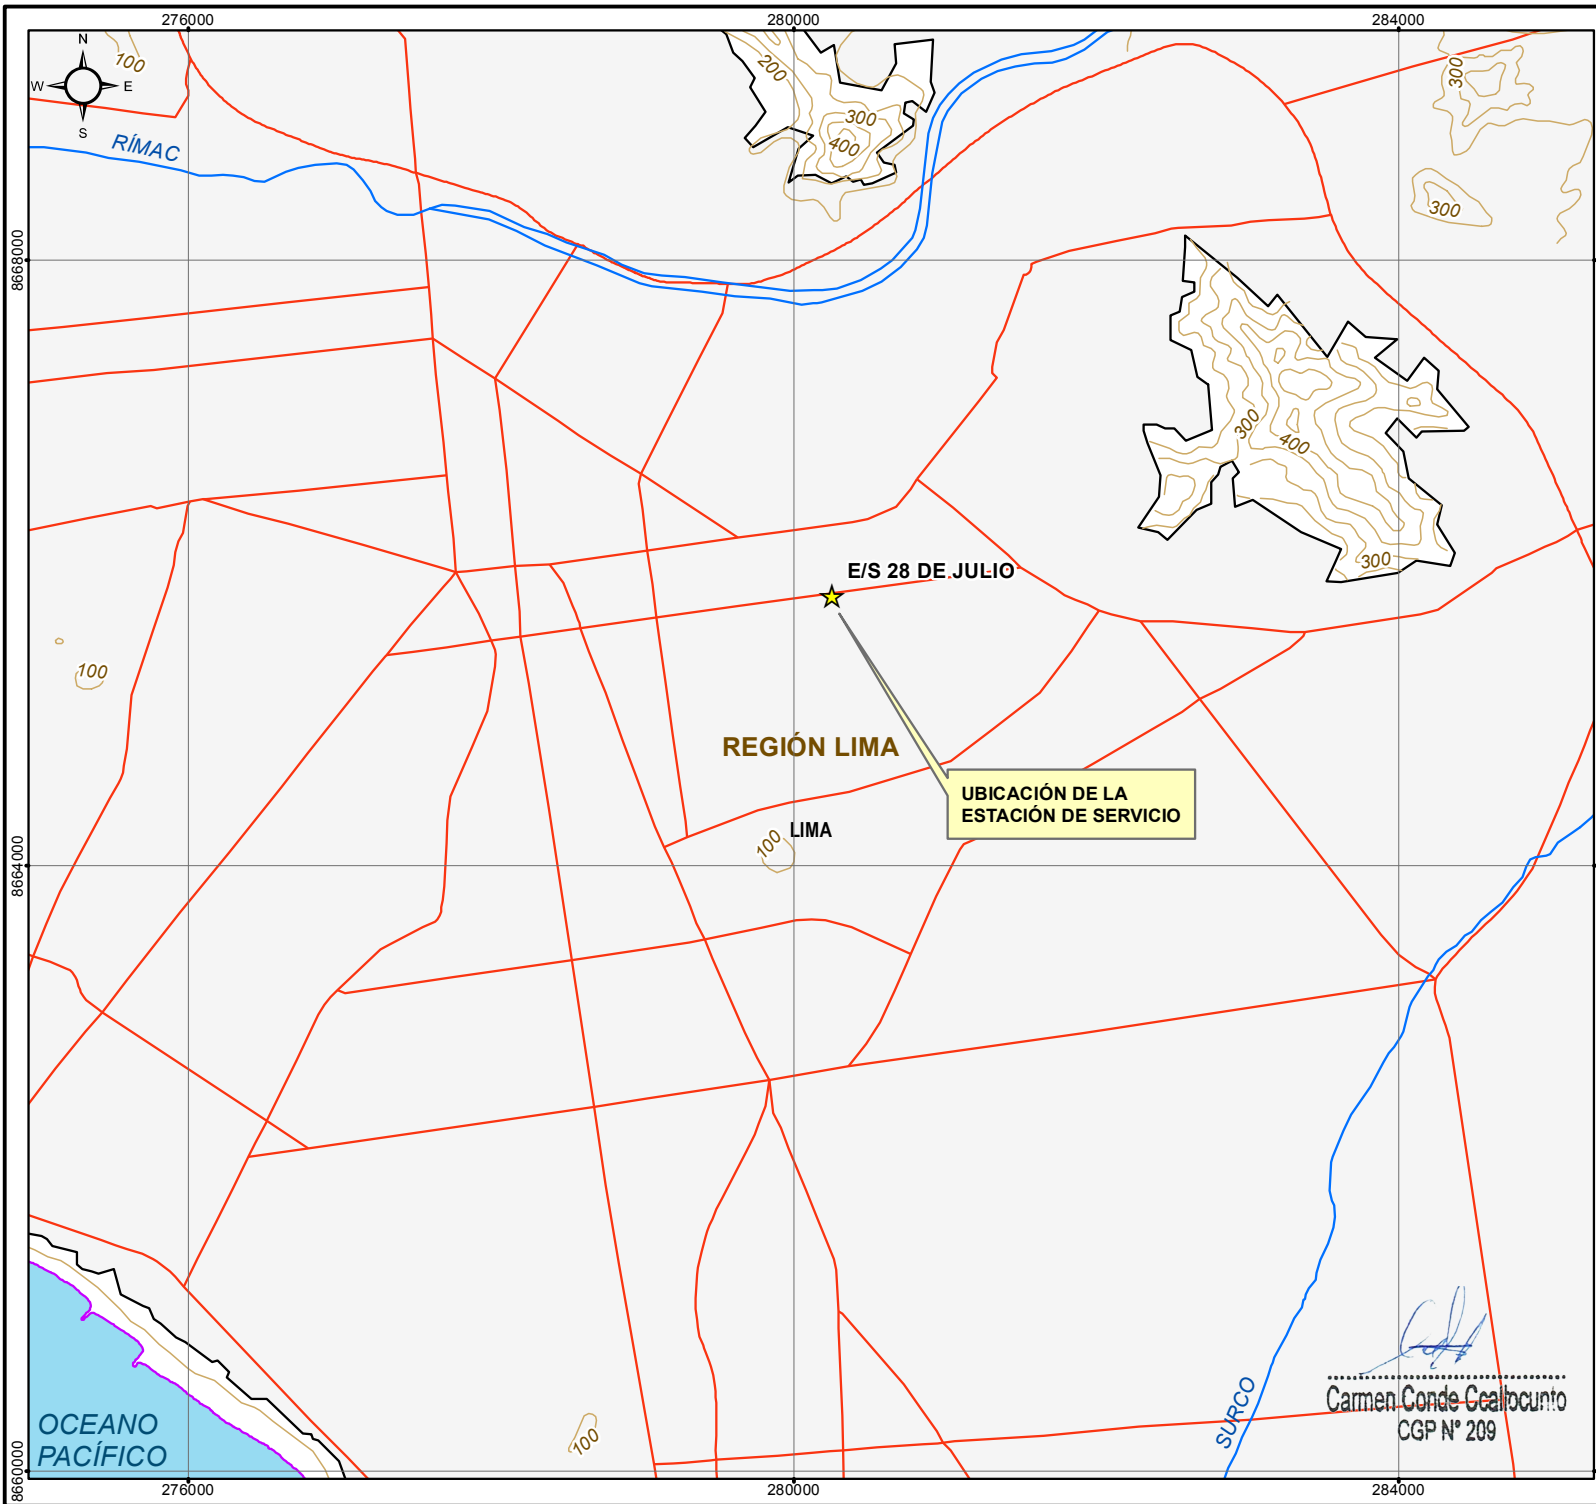 276000
280000
284000
N
W
E
S
100
RÍMAC
200
300
400
300
300
8668000
300
400
300
E/S 28 DE JULIO
100
REGIÓN LIMA
UBICACIÓN DE LA
ESTACIÓN DE SERVICIO
LIMA
100
8664000
OCEANO
PACÍFICO
100
SURCO
Carmen Conde Ccallocunto
CGP N° 209
8660000
276000
280000
284000